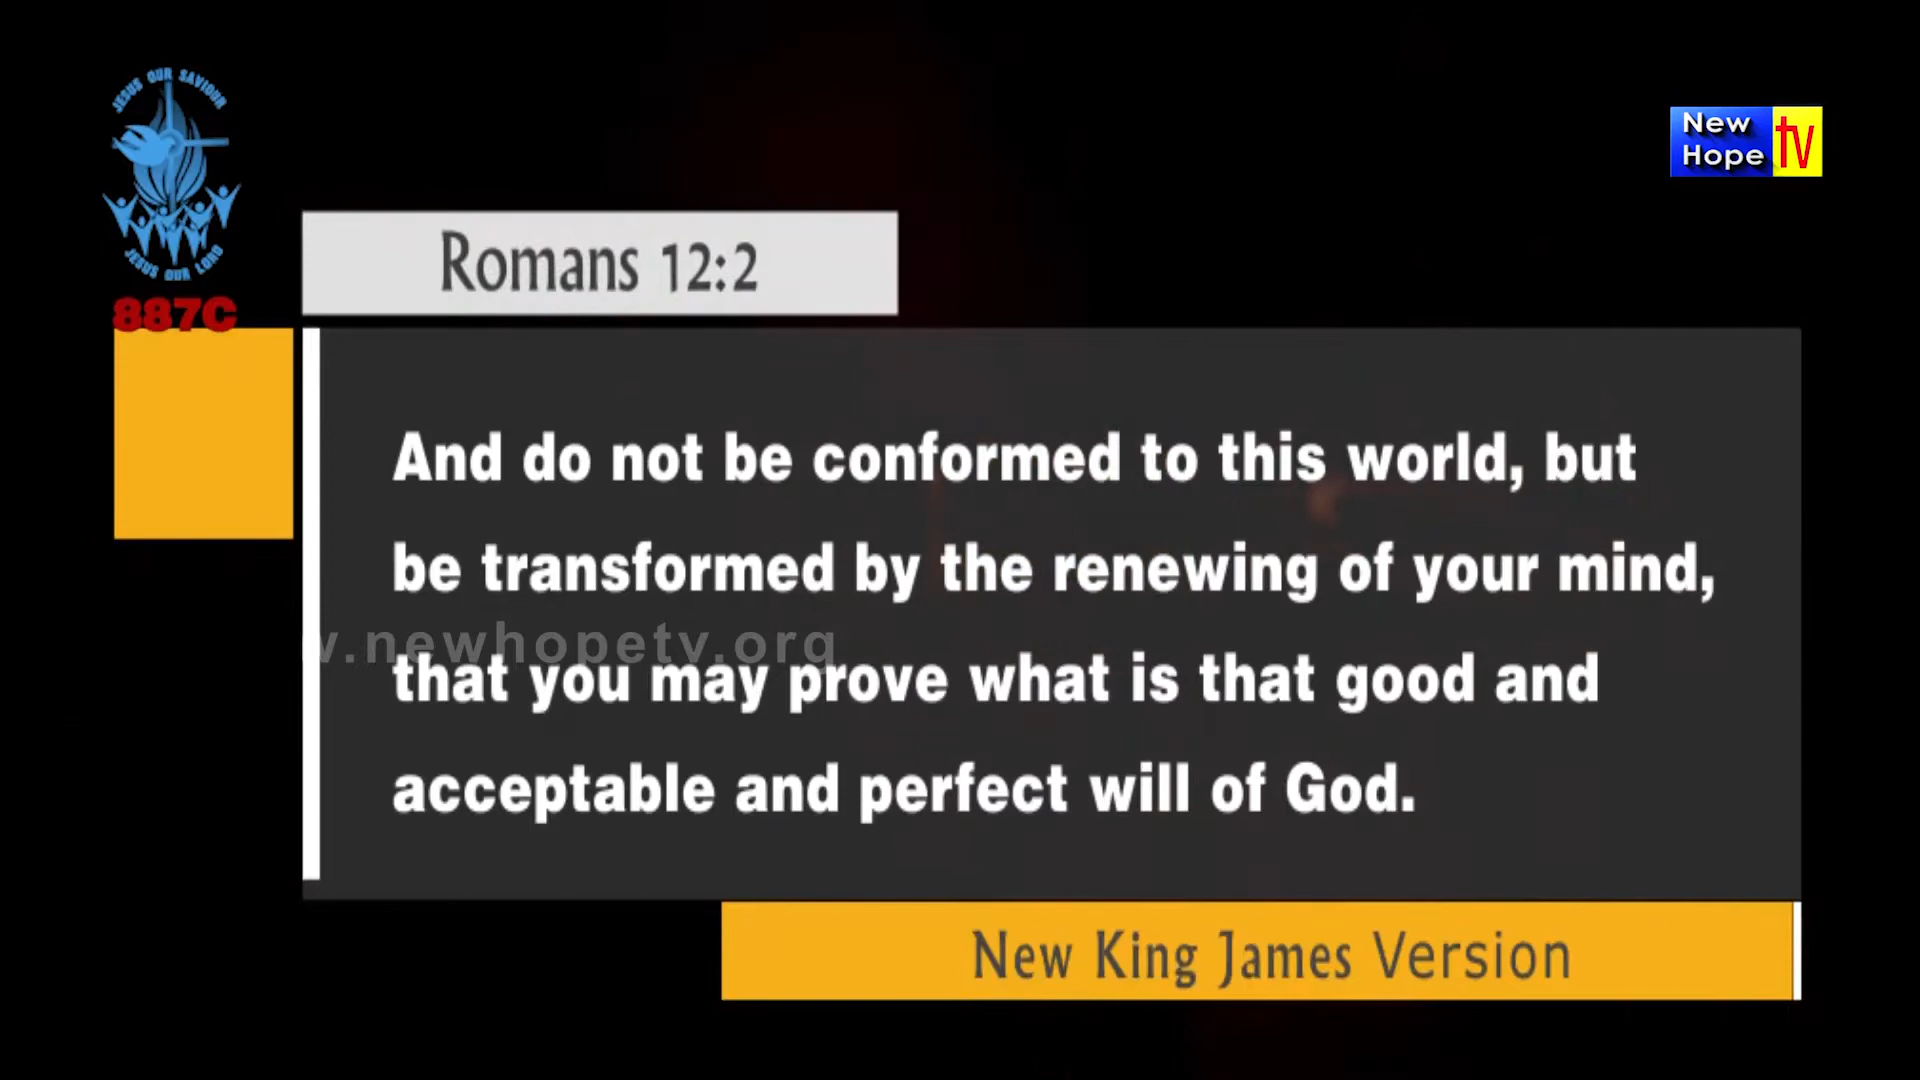 JESUS OUR SAVIOUR
JESUS OUR LORD
887C
New
Hope
tv
Romans 12:2
And do not be conformed to this world, but
be transformed by the renewing of your mind,
w.newhopetv.org
that you may prove what is that good and
acceptable and perfect will of God.
New King James Version